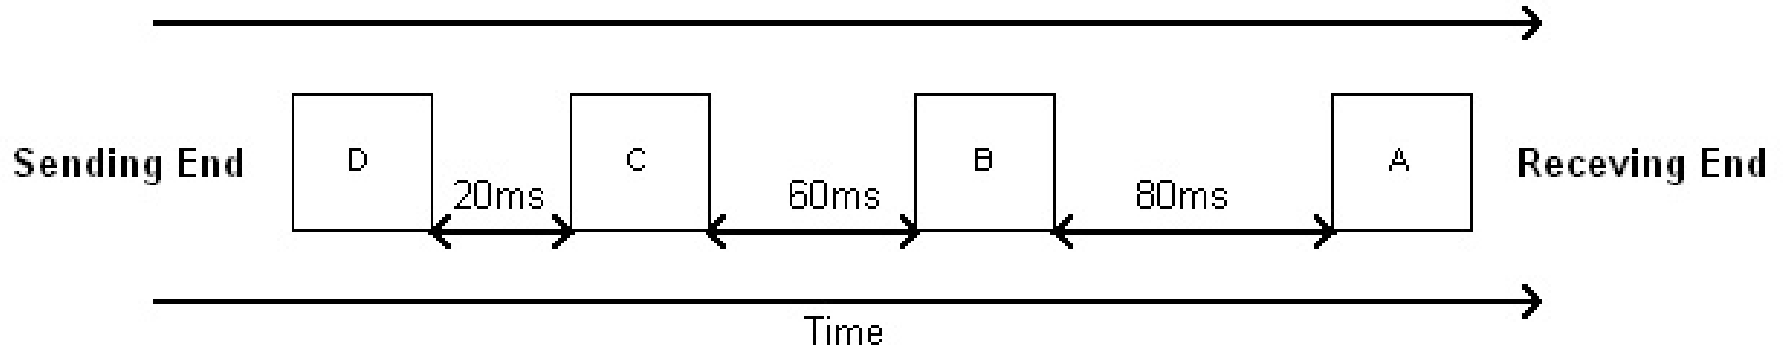 Sending End
D
20ms
C
60ms
B
80ms
A
Receving End
Time